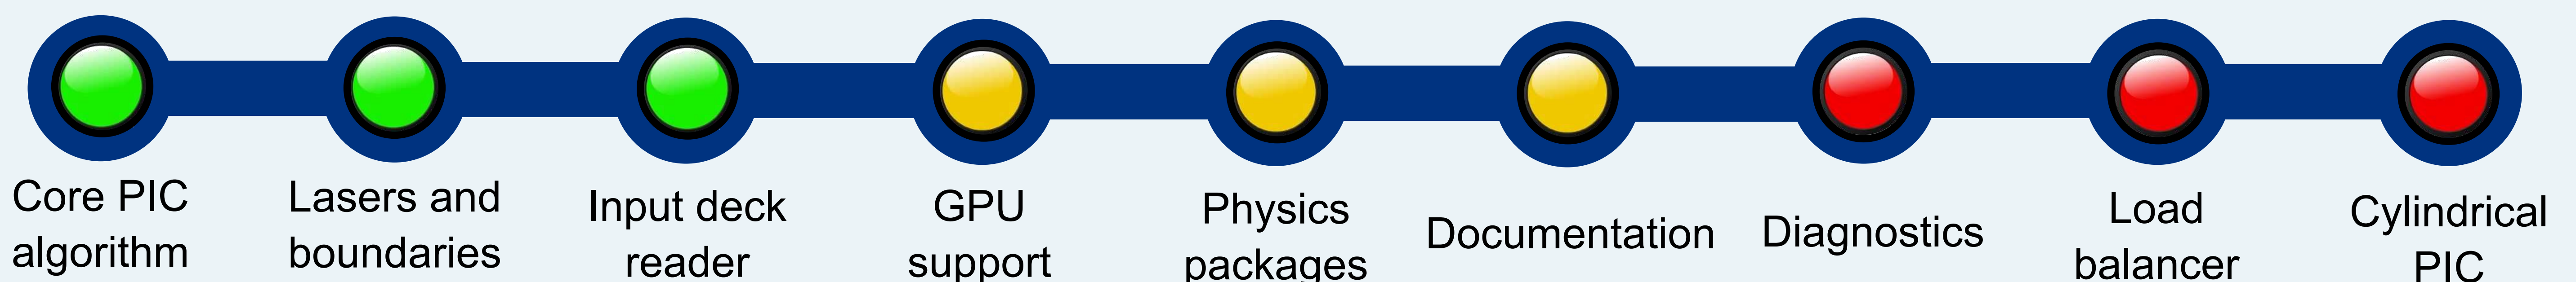 Core PIC
algorithm
Lasers and
boundaries
Input deck
reader
GPU
support
Physics
packages
Documentation
Diagnostics
Load
balancer
Cylindrical
PIC